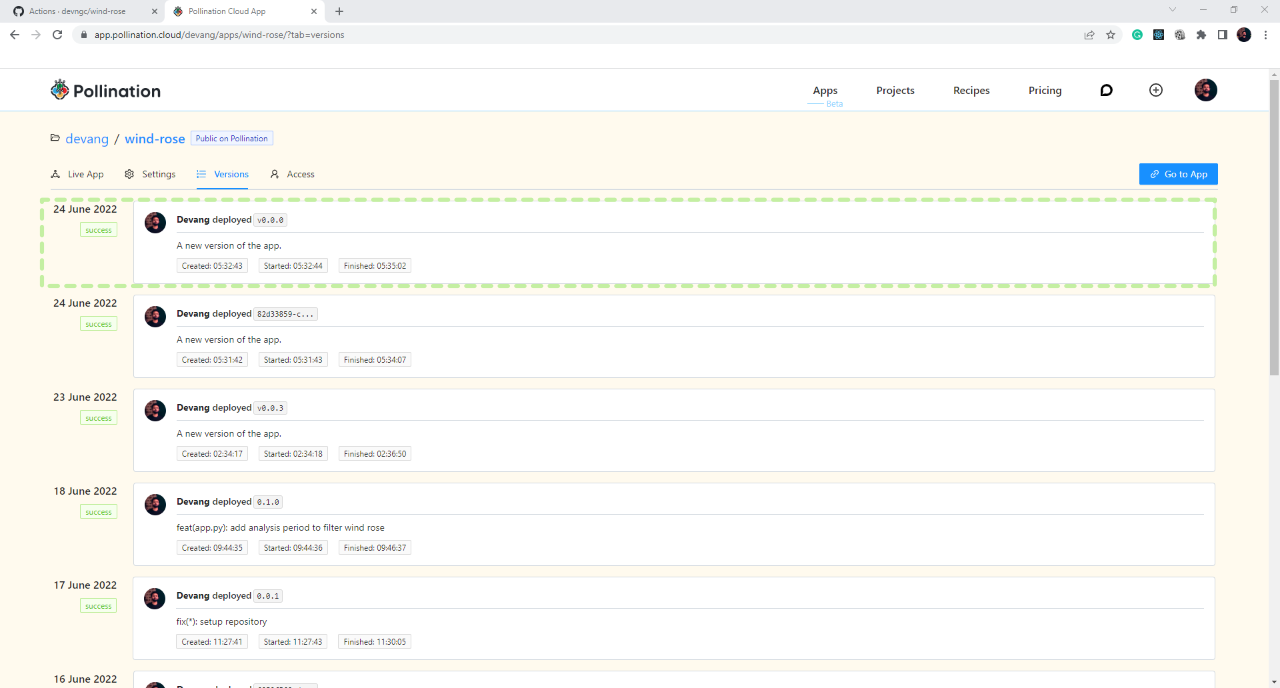 Actions · devngc/wind-rose
Pollination Cloud App
app.pollination.cloud/devang/apps/wind-rose/?tab=versions
Pollination
Apps
Beta
Projects
Recipes
Pricing
devang / wind-rose
Public on Pollination
Live App
Settings
Versions
Access
Go to App
24 June 2022
success
Devang deployed v0.0.0
A new version of the app.
Created: 05:32:43
Started: 05:32:44
Finished: 05:35:02
24 June 2022
success
Devang deployed 82d33859-c...
A new version of the app.
Created: 05:31:42
Started: 05:31:43
Finished: 05:34:07
23 June 2022
success
Devang deployed v0.0.3
A new version of the app.
Created: 02:34:17
Started: 02:34:18
Finished: 02:36:50
18 June 2022
success
Devang deployed 0.1.0
feat(app.py): add analysis period to filter wind rose
Created: 09:44:35
Started: 09:44:36
Finished: 09:46:37
17 June 2022
success
Devang deployed 0.0.1
fix(*): setup repository
Created: 11:27:41
Started: 11:27:43
Finished: 11:30:05
16 June 2022
Devang deployed